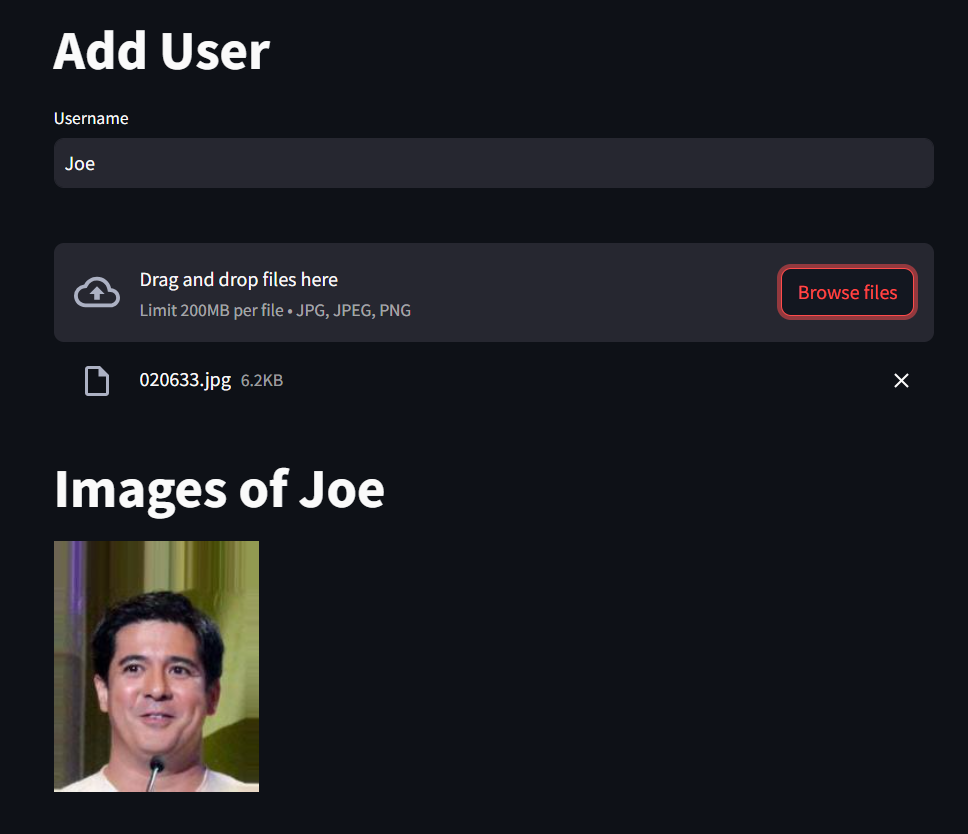 Add User
Username
Joe
Drag and drop files here
Limit 200MB per file • JPG, JPEG, PNG
Browse files
020633.jpg 6.2KB
Images of Joe